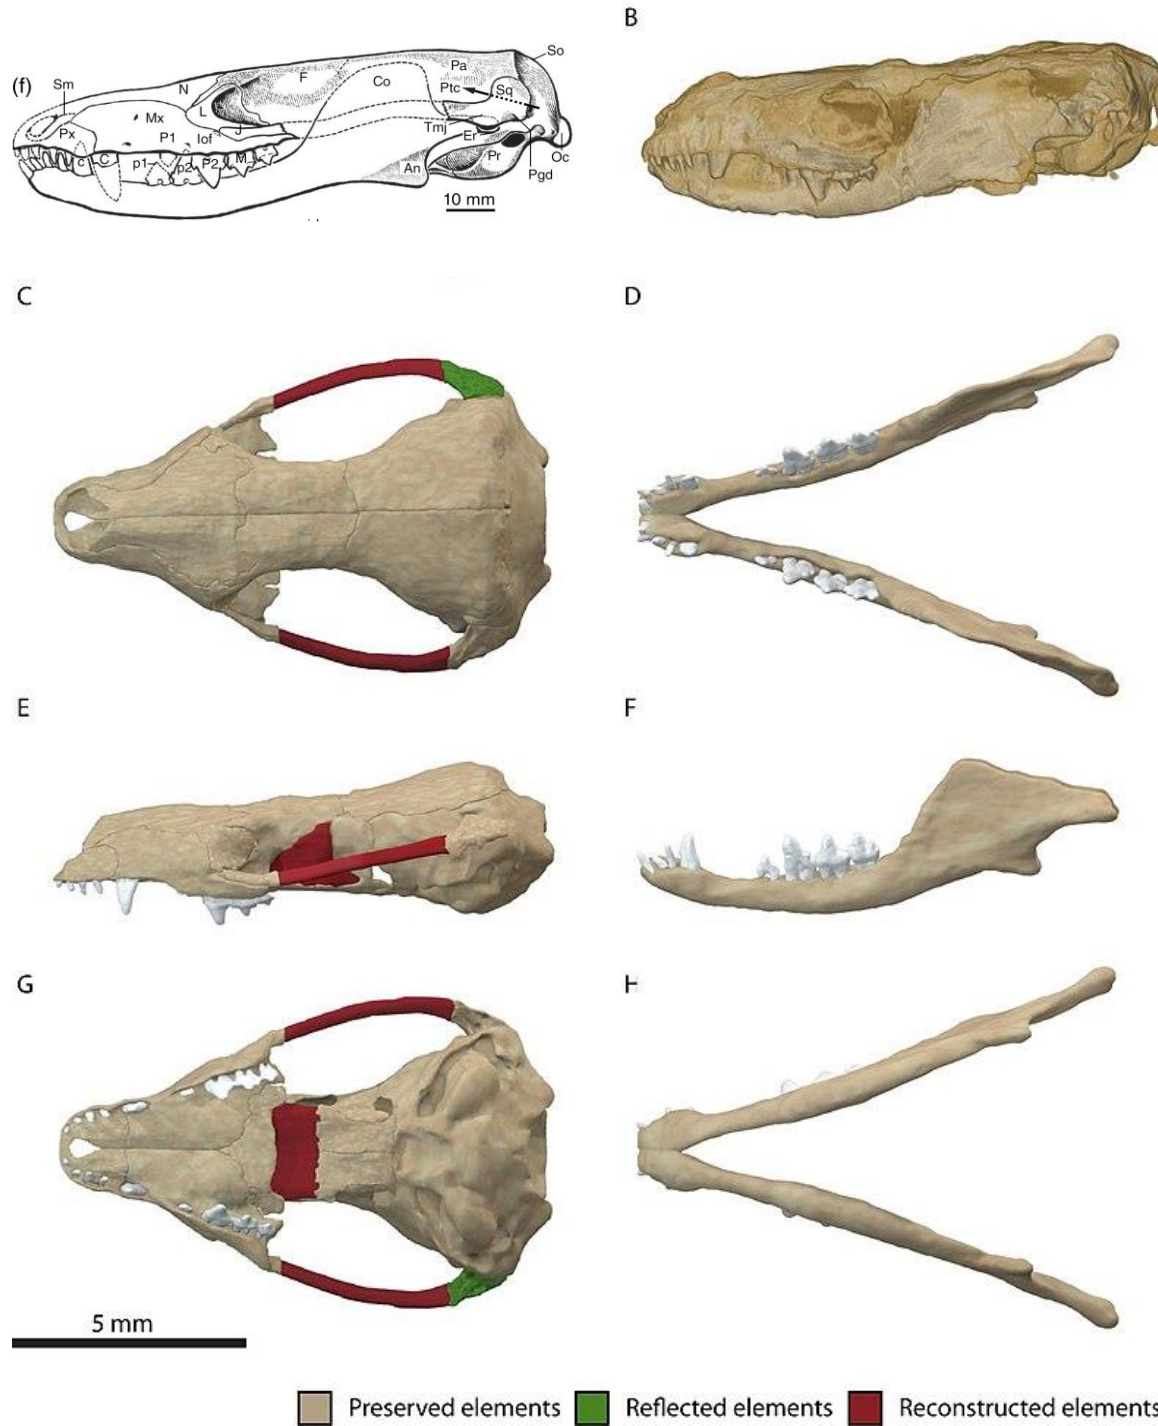 B
So
(f)
Sm
N
F
Co
Pa
Ptc
Sq
L
Mx
J
Px
P1
Iof
Tmj
Er
Oc
c
C
p1
p2
P2
M
An
Pr
Pgd
10 mm
C
D
E
F
G
H
5 mm
Preserved elements
Reflected elements
Reconstructed elements